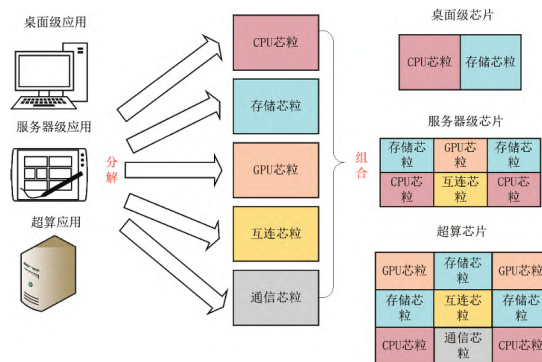 桌面级应用
服务器级应用
超算应用
分
解
CPU芯粒
存储芯粒
GPU芯粒
互连芯粒
通信芯粒
组
合
桌面级芯片
CPU芯粒 存储芯粒
服务器级芯片
存储芯粒 GPU芯粒 存储芯粒
CPU芯粒 互连芯粒 CPU芯粒
超算芯片
GPU芯粒 存储芯粒 GPU芯粒
存储芯粒 互连芯粒 存储芯粒
CPU芯粒 通信芯粒 CPU芯粒